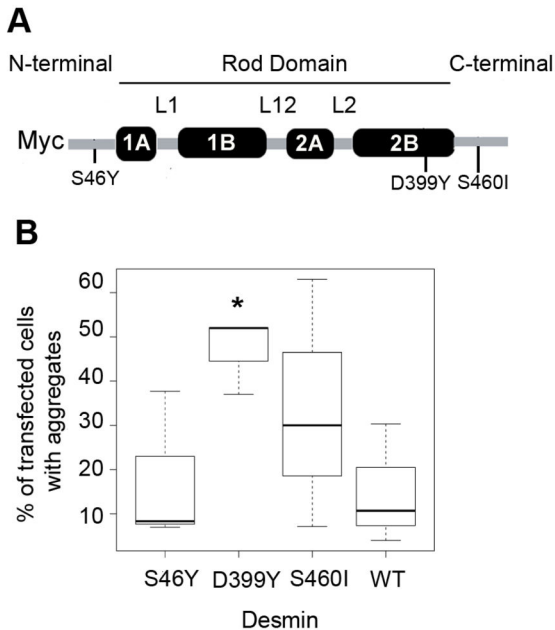 A
N-terminal Rod Domain C-terminal
L1 L12 L2
Myc 1A 1B 2A 2B
S46Y D399Y S460I
B
% of transfected cells
with aggregates
60
50
40
30
20
10
*
S46Y D399Y S460I WT
Desmin